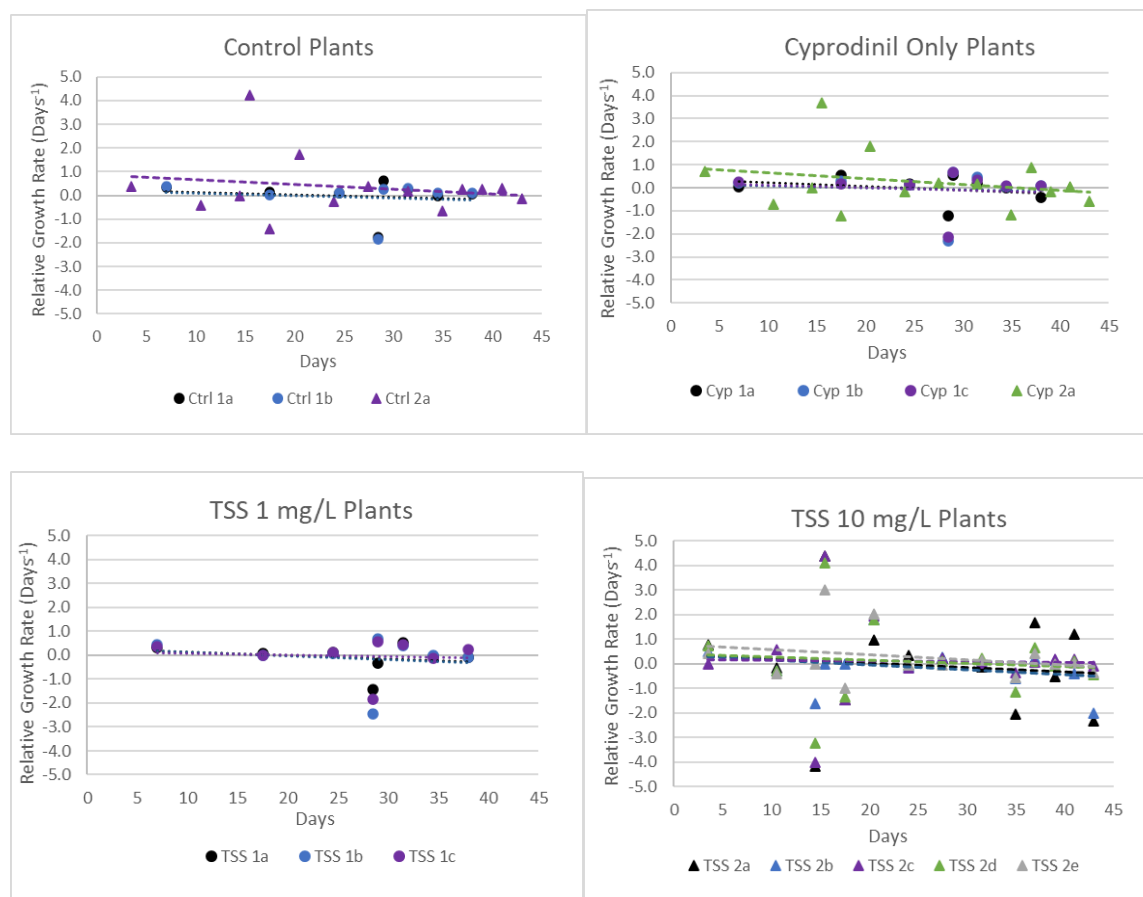 Control Plants
Relative Growth Rate (Days-1)
5.0
4.0
3.0
2.0
1.0
0.0
-1.0
-2.0
-3.0
-4.0
-5.0
0 5 10 15 20 25 30 35 40 45
Days
Ctrl 1a Ctrl 1b Ctrl 2a
Cyprodinil Only Plants
Relative Growth Rate (Days-1)
5.0
4.0
3.0
2.0
1.0
0.0
-1.0
-2.0
-3.0
-4.0
-5.0
0 5 10 15 20 25 30 35 40 45
Days
Cyp 1a Cyp 1b Cyp 1c Cyp 2a
TSS 1 mg/L Plants
Relative Growth Rate (Days-1)
5.0
4.0
3.0
2.0
1.0
0.0
-1.0
-2.0
-3.0
-4.0
-5.0
0 5 10 15 20 25 30 35 40 45
Days
TSS 1a TSS 1b TSS 1c
TSS 10 mg/L Plants
Relative Growth Rate (Days-1)
5.0
4.0
3.0
2.0
1.0
0.0
-1.0
-2.0
-3.0
-4.0
-5.0
0 5 10 15 20 25 30 35 40 45
Days
TSS 2a TSS 2b TSS 2c TSS 2d TSS 2e